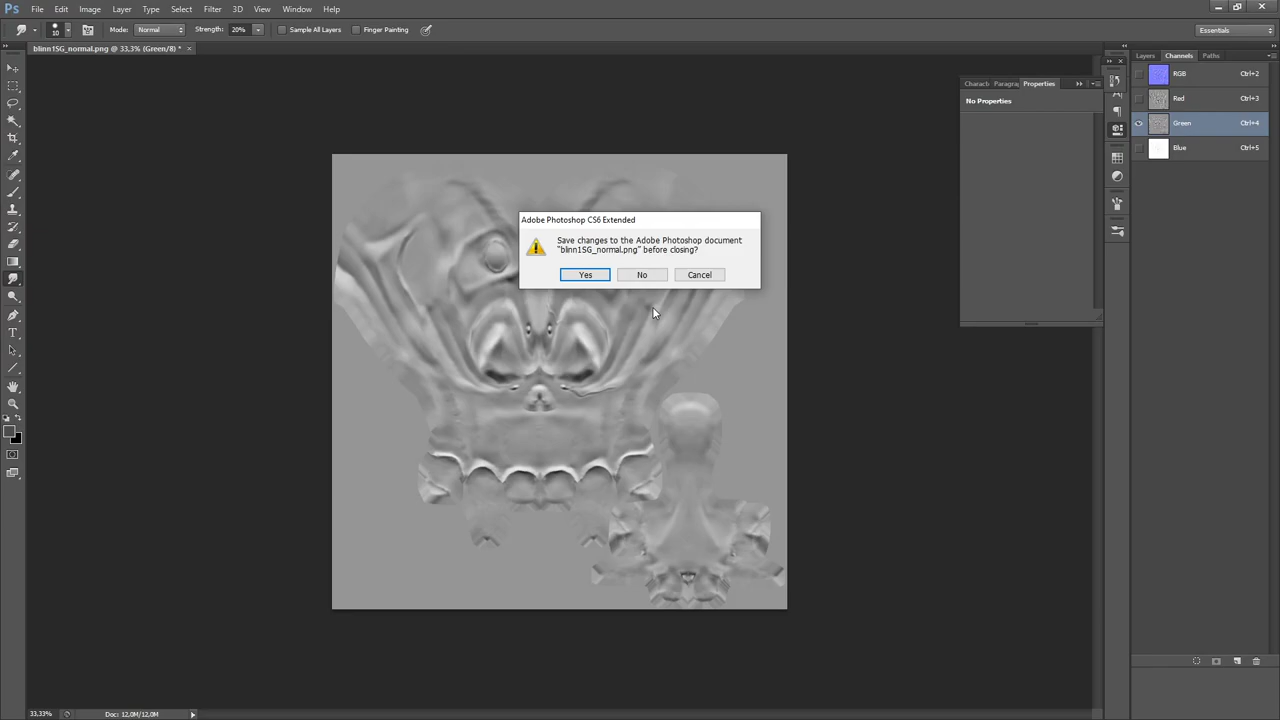 Ps File Edit Image Layer Type Select Filter 3D View Window Help
10 Mode: Normal Strength: 20% Sample All Layers Finger Painting Essentials
blinn1SG_normal.png @ 33,3% (Green/8) *
Layers Channels Paths
RGB Ctrl+2
Charact Paragra Properties
Red Ctrl+3
No Properties
Green Ctrl+4
Blue Ctrl+5
Adobe Photoshop CS6 Extended
Save changes to the Adobe Photoshop document
"blinn1SG_normal.png" before closing?
Yes No Cancel
33,33% Doc: 12,0M/12,0M